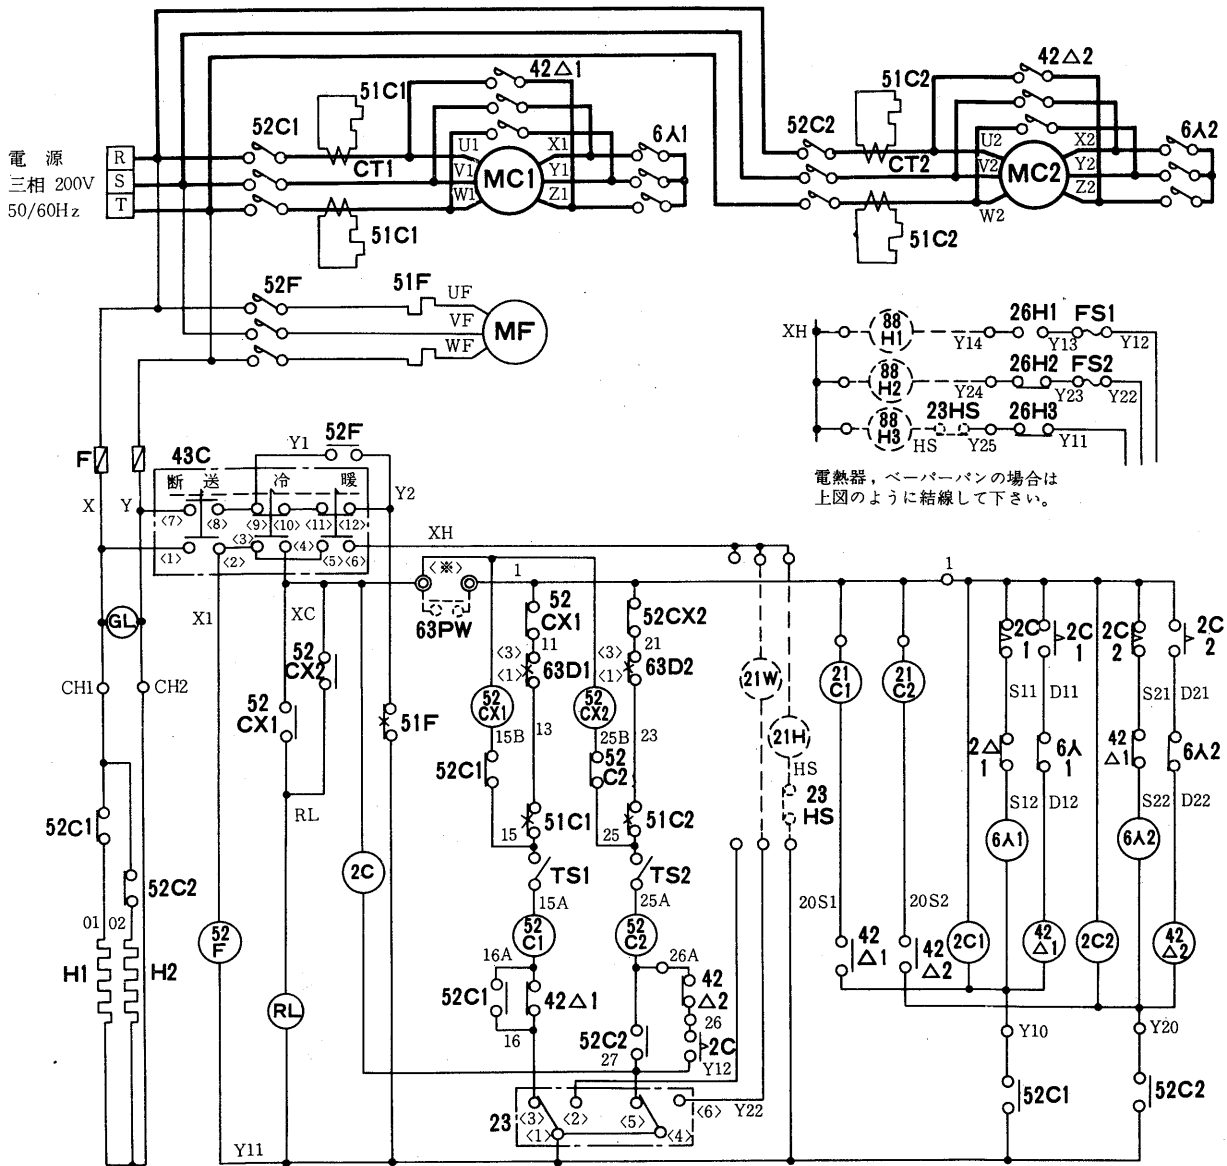 42△1
42△2
51C1
51C2
52C1
52C2
6人1
6人2
電源
三相 200V
50/60Hz
R
S
T
U1
V1
W1
CT1
MC1
X1
Y1
Z1
U2
V2
W2
CT2
MC2
X2
Y2
Z2
51C1
51C2
52F
51F
UF
VF
WF
MF
XH
88
H1
Y14
26H1
Y13
FS1
Y12
88
H2
Y24
26H2
Y23
FS2
Y22
88
H3
HS
23HS
Y25
26H3
Y11
電熱器,ペーパーパンの場合は
上図のように結線して下さい。
F
43C
Y1
52F
断 送 冷 暖
X
Y
Y2
<7>
<8>
<9>
<10>
<11>
<12>
<1>
<2>
<3>
<4>
<5>
<6>
XH
<※>
63PW
1
1
GL
X1
XC
CH1
CH2
52
CX2
52
CX1
51F
RL
52
CX1
11
<3>
<1>
63D1
52CX2
21
<3>
<1>
63D2
52
CX1
15B
13
52
CX2
25B
23
52C1
52
C2
51C1
15
51C2
25
TS1
15A
TS2
25A
52
C1
52
C2
16A
52C1
42△1
16
26A
42
△2
26
52C2
27
2C
Y12
21W
21H
HS
23
HS
21
C1
21
C2
20S1
20S2
42
△1
42
△2
2C
1
2C
1
2C
2
2C
2
S11
D11
S21
D21
2△
1
6人
1
42
△1
6人2
S12
D12
S22
D22
6人1
6人2
2C1
42
△1
2C2
42
△2
Y10
Y20
52C1
52C2
52C1
52C2
01
02
H1
H2
52
F
2C
RL
23
<3>
<2>
<1>
<5>
<4>
<6>
Y22
Y11